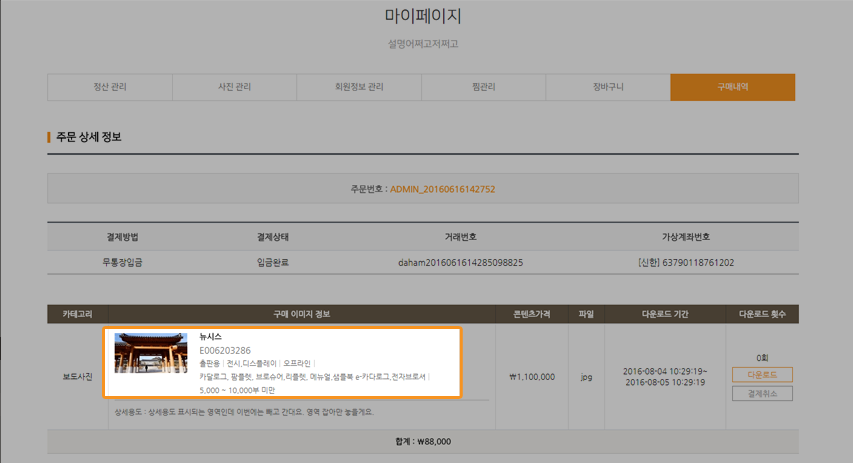 마이페이지
설명어쩌고저쩌고
정산 관리 사진 관리 회원정보 관리 찜관리 장바구니 구매내역
주문 상세 정보
주문번호 : ADMIN_20160616142752
결제방법 결제상태 거래번호 가상계좌번호
무통장입금 입금완료 daham2016061614285098825 [신한] 63790118761202
카테고리 구매 이미지 정보 콘텐츠가격 파일 다운로드 기간 다운로드 횟수
뉴시스
E006203286
출판용 | 전시,디스플레이 | 오프라인 |
카달로그, 팜플렛, 브로슈어,리플렛, 메뉴얼,샘플북 e-카다로그,전자브로셔 |
5,000 ~ 10,000부 미만
보도사진 ₩1,100,000 jpg 2016-08-04 10:29:19~
2016-08-05 10:29:19
0회
다운로드
결제취소
상세용도 : 상세용도 표시되는 영역인데 이번에는 빼고 간데요. 영역 잡아만 놓을게요.
합계 : ₩88,000